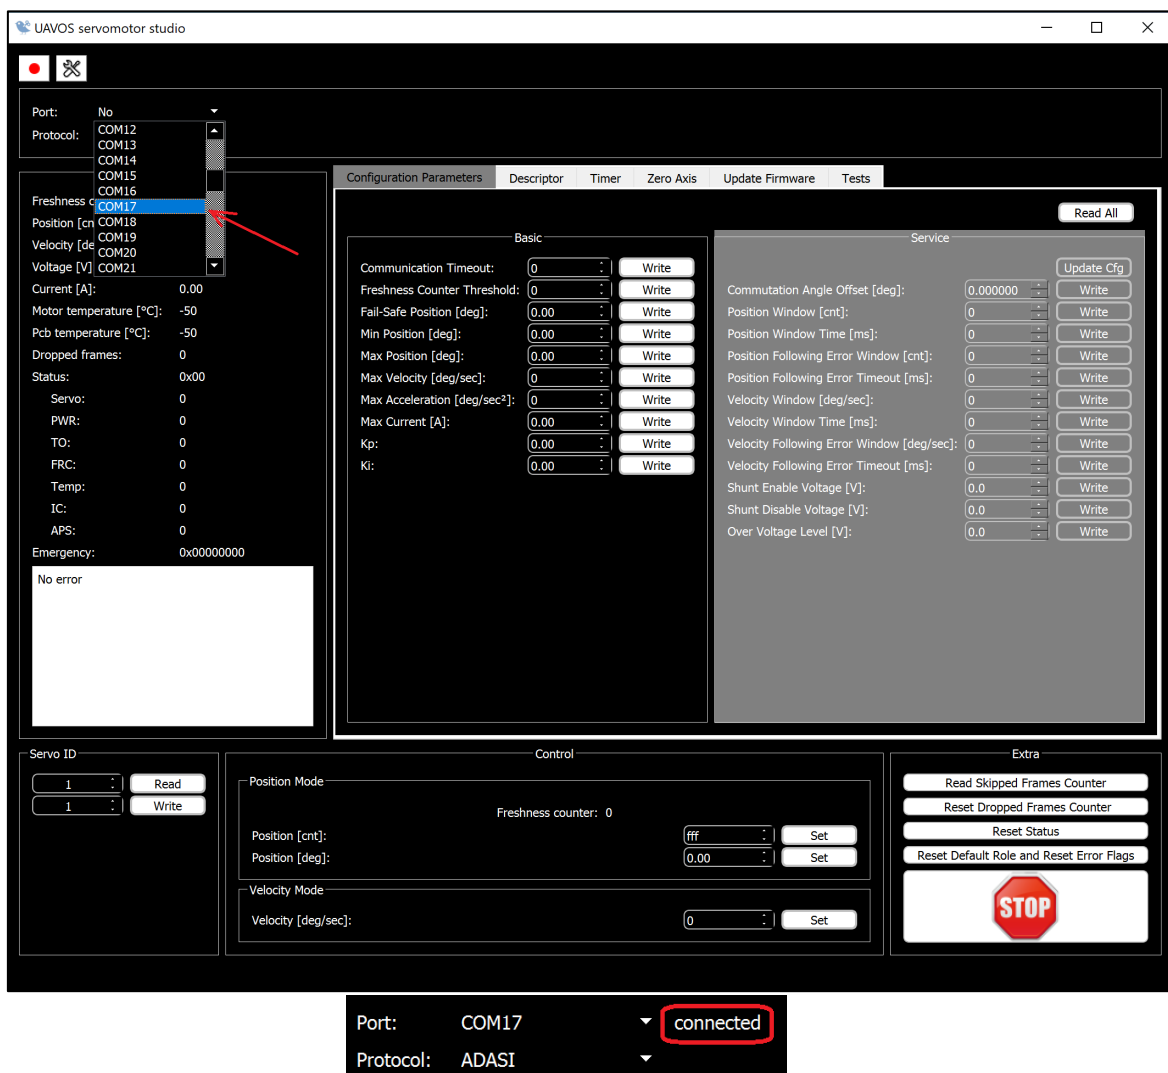 UAVOS servomotor studio
Port: No
Protocol:
COM12
COM13
COM14
COM15
COM16
COM17
COM18
COM19
COM20
COM21
Freshness c
Position [cn
Velocity [de
Voltage [V]
Current [A]: 0.00
Motor temperature [°C]: -50
Pcb temperature [°C]: -50
Dropped frames: 0
Status: 0x00
Servo: 0
PWR: 0
TO: 0
FRC: 0
Temp: 0
IC: 0
APS: 0
Emergency: 0x00000000
No error
Configuration Parameters Descriptor Timer Zero Axis Update Firmware Tests
Read All
Basic
Communication Timeout: 0 Write
Freshness Counter Threshold: 0 Write
Fail-Safe Position [deg]: 0.00 Write
Min Position [deg]: 0.00 Write
Max Position [deg]: 0.00 Write
Max Velocity [deg/sec]: 0 Write
Max Acceleration [deg/sec²]: 0 Write
Max Current [A]: 0.00 Write
Kp: 0.00 Write
Ki: 0.00 Write
Service
Update Cfg
Commutation Angle Offset [deg]: 0.000000 Write
Position Window [cnt]: 0 Write
Position Window Time [ms]: 0 Write
Position Following Error Window [cnt]: 0 Write
Position Following Error Timeout [ms]: 0 Write
Velocity Window [deg/sec]: 0 Write
Velocity Window Time [ms]: 0 Write
Velocity Following Error Window [deg/sec]: 0 Write
Velocity Following Error Timeout [ms]: 0 Write
Shunt Enable Voltage [V]: 0.0 Write
Shunt Disable Voltage [V]: 0.0 Write
Over Voltage Level [V]: 0.0 Write
Servo ID
1 Read
1 Write
Control
Position Mode
Freshness counter: 0
Position [cnt]: fff Set
Position [deg]: 0.00 Set
Velocity Mode
Velocity [deg/sec]: 0 Set
Extra
Read Skipped Frames Counter
Reset Dropped Frames Counter
Reset Status
Reset Default Role and Reset Error Flags
STOP
Port: COM17 connected
Protocol: ADASI